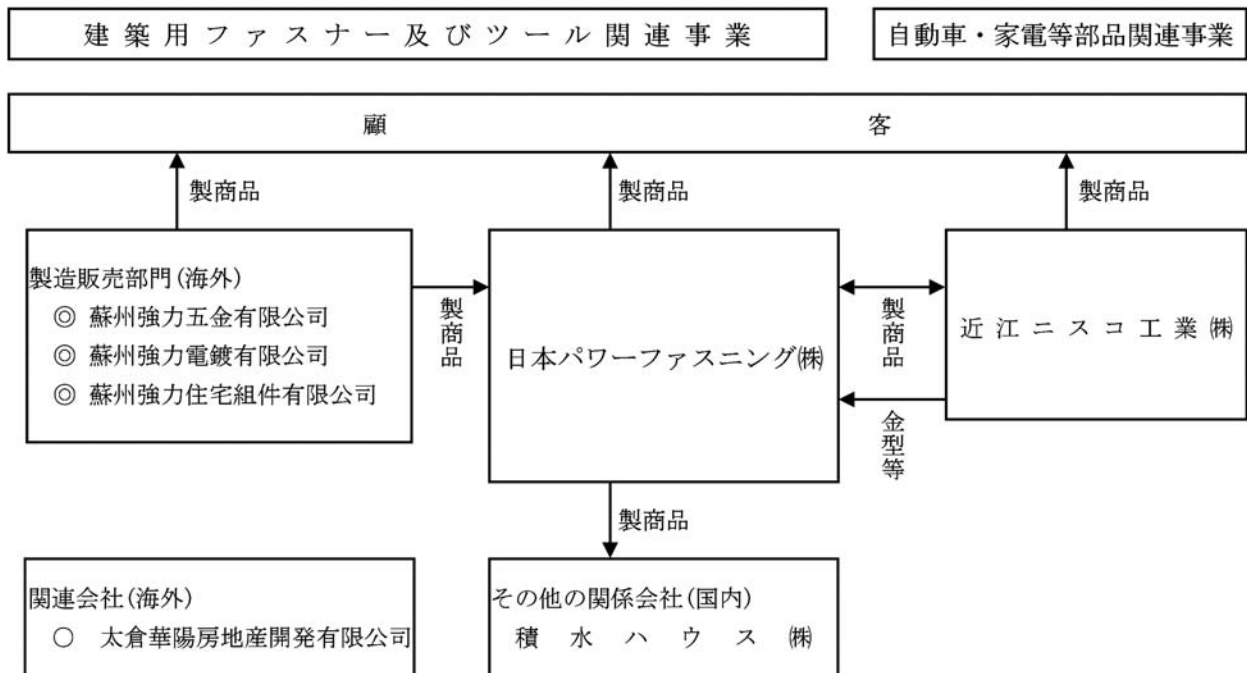 建築用ファスナー及びツール関連事業
自動車・家電等部品関連事業
顧客
製商品
製商品
製商品
製造販売部門(海外)
◎ 蘇州強力五金有限公司
◎ 蘇州強力電鍍有限公司
◎ 蘇州強力住宅組件有限公司
製商品
日本パワーファスニング㈱
製商品
金型等
近江ニスコ工業㈱
製商品
関連会社(海外)
○ 太倉華陽房地産開発有限公司
その他の関係会社(国内)
積水ハウス㈱